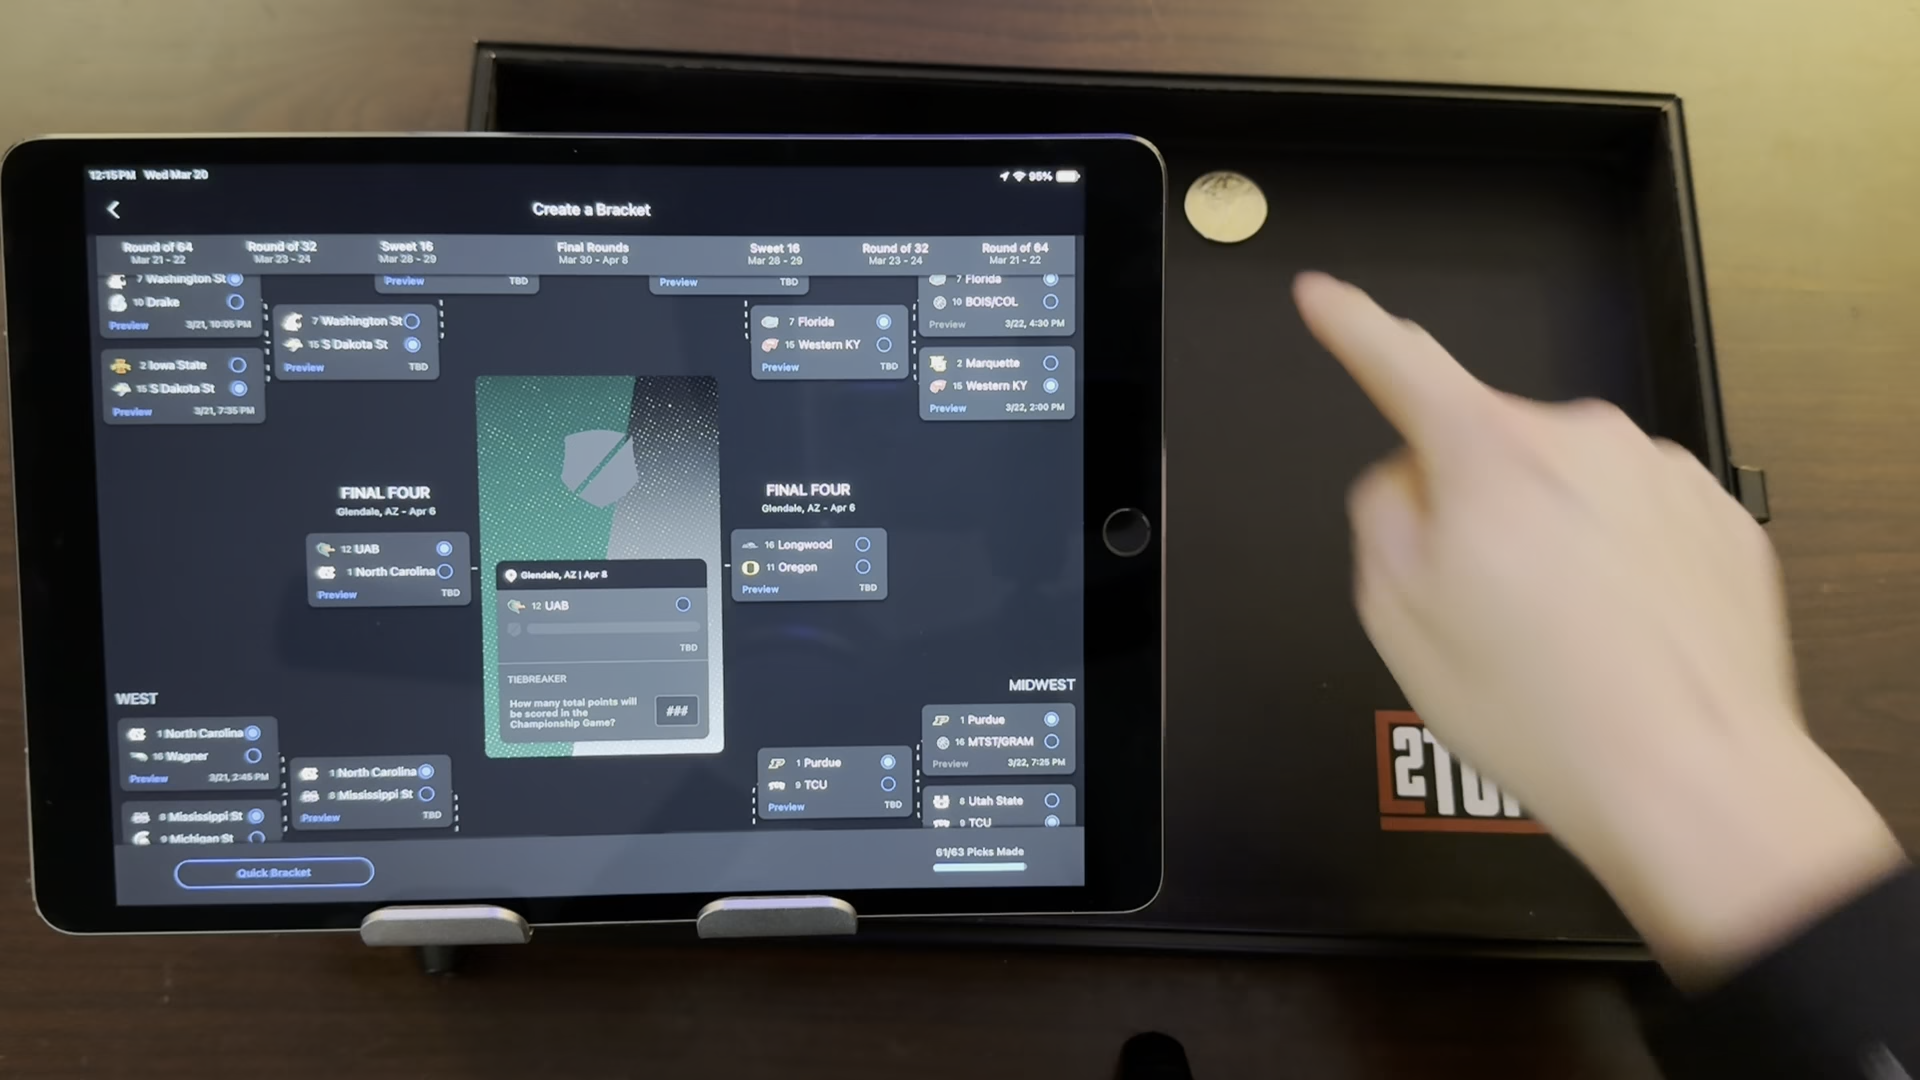 12:15 PM Wed Mar 20
95%
Create a Bracket
Round of 64
Mar 21 - 22
Round of 32
Mar 23 - 24
Sweet 16
Mar 28 - 29
Final Rounds
Mar 30 - Apr 8
Sweet 16
Mar 28 - 29
Round of 32
Mar 23 - 24
Round of 64
Mar 21 - 22
7 Washington St
10 Drake
Preview 3/21, 10:05 PM
2 Iowa State
15 S Dakota St
Preview 3/21, 7:35 PM
7 Washington St
15 S Dakota St
Preview TBD
Preview TBD
Preview TBD
7 Florida
15 Western KY
Preview TBD
7 Florida
10 BOIS/COL
Preview 3/22, 4:30 PM
2 Marquette
15 Western KY
Preview 3/22, 2:00 PM
FINAL FOUR
Glendale, AZ - Apr 6
12 UAB
1 North Carolina
Preview TBD
Glendale, AZ | Apr 8
12 UAB
TBD
TIEBREAKER
How many total points will
be scored in the
Championship Game?
###
FINAL FOUR
Glendale, AZ - Apr 6
16 Longwood
11 Oregon
Preview TBD
WEST
1 North Carolina
16 Wagner
Preview 3/21, 2:45 PM
8 Mississippi St
9 Michigan St
1 North Carolina
8 Mississippi St
Preview TBD
MIDWEST
1 Purdue
16 MTST/GRAM
Preview 3/22, 7:25 PM
8 Utah State
9 TCU
1 Purdue
9 TCU
Preview TBD
Quick Bracket
61/63 Picks Made